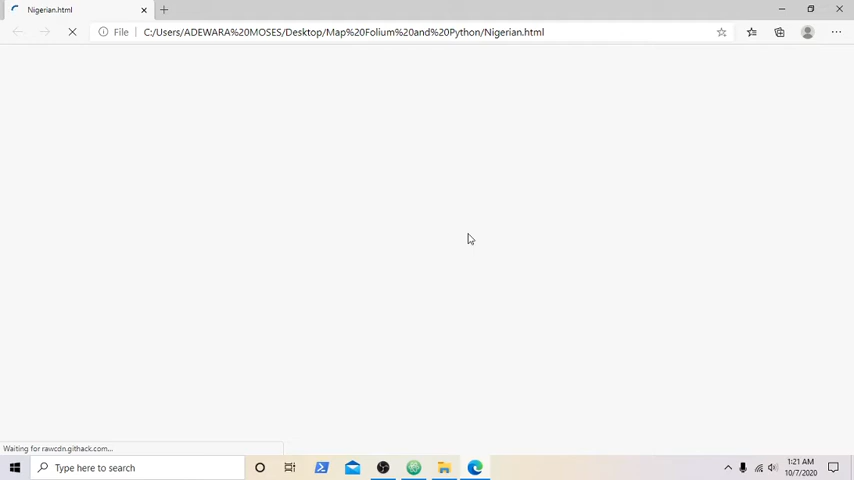 Nigerian.html
File
C:/Users/ADEWARA%20MOSES/Desktop/Map%20Folium%20and%20Python/Nigerian.html
Waiting for rawcdn.githack.com...
Type here to search
1:21 AM
10/7/2020